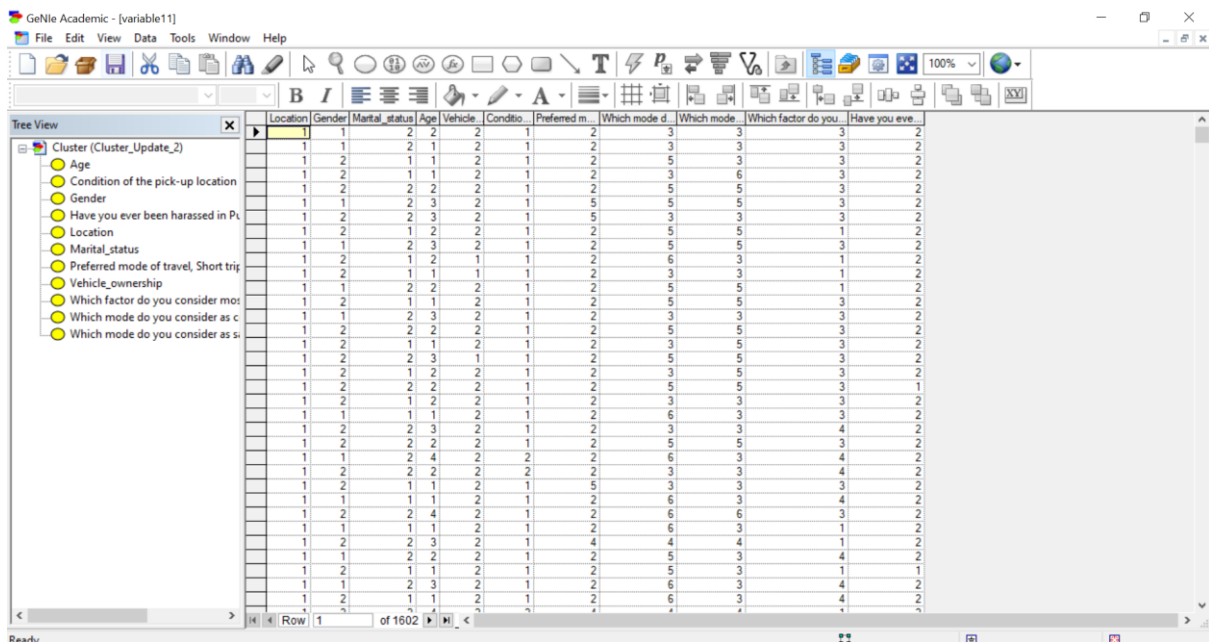 GeNIe Academic - [variable11]
File Edit View Data Tools Window Help
100%
B I A
Tree View
Cluster (Cluster_Update_2)
Age
Condition of the pick-up location
Gender
Have you ever been harassed in Pu
Location
Marital_status
Preferred mode of travel, Short trip
Vehicle_ownership
Which factor do you consider mos
Which mode do you consider as c
Which mode do you consider as sa
Location Gender Marital_status Age Vehicle... Conditio... Preferred m... Which mode d... Which mode... Which factor do you... Have you eve...
1 1 2 2 2 1 2 3 3 3 2
1 1 2 1 2 1 2 3 3 3 2
1 2 1 1 2 1 2 5 3 3 2
1 2 1 1 2 1 2 3 6 3 2
1 2 2 2 2 1 2 5 5 3 2
1 1 2 3 2 1 5 5 5 3 2
1 2 2 3 2 1 5 3 3 3 2
1 2 1 2 2 1 2 5 5 1 2
1 1 2 3 2 1 2 5 5 3 2
1 2 1 2 1 1 2 6 3 1 2
1 2 1 1 1 1 2 3 3 1 2
1 1 2 2 2 1 2 5 5 1 2
1 2 1 1 2 1 2 5 5 3 2
1 1 2 3 2 1 2 3 3 3 2
1 2 2 2 2 1 2 5 5 3 2
1 2 1 1 2 1 2 3 5 3 2
1 2 2 3 1 1 2 5 5 3 2
1 2 1 2 2 1 2 3 5 3 2
1 2 2 2 2 1 2 5 5 3 1
1 2 1 2 2 1 2 3 3 3 2
1 1 1 1 2 1 2 6 3 3 2
1 2 2 3 2 1 2 3 3 4 2
1 2 2 2 2 1 2 5 5 3 2
1 1 2 4 2 2 2 6 3 4 2
1 2 2 2 2 2 2 3 3 4 2
1 2 1 1 2 1 5 3 3 3 2
1 1 1 1 2 1 2 6 3 4 2
1 2 2 4 2 1 2 6 6 3 2
1 1 1 1 2 1 2 6 3 1 2
1 2 2 3 2 1 4 4 4 1 2
1 1 2 2 2 1 2 5 3 4 2
1 2 1 1 2 1 2 5 3 1 1
1 1 2 3 2 1 2 6 3 4 2
1 2 1 1 2 1 2 6 3 4 2
Row 1 of 1602
Ready